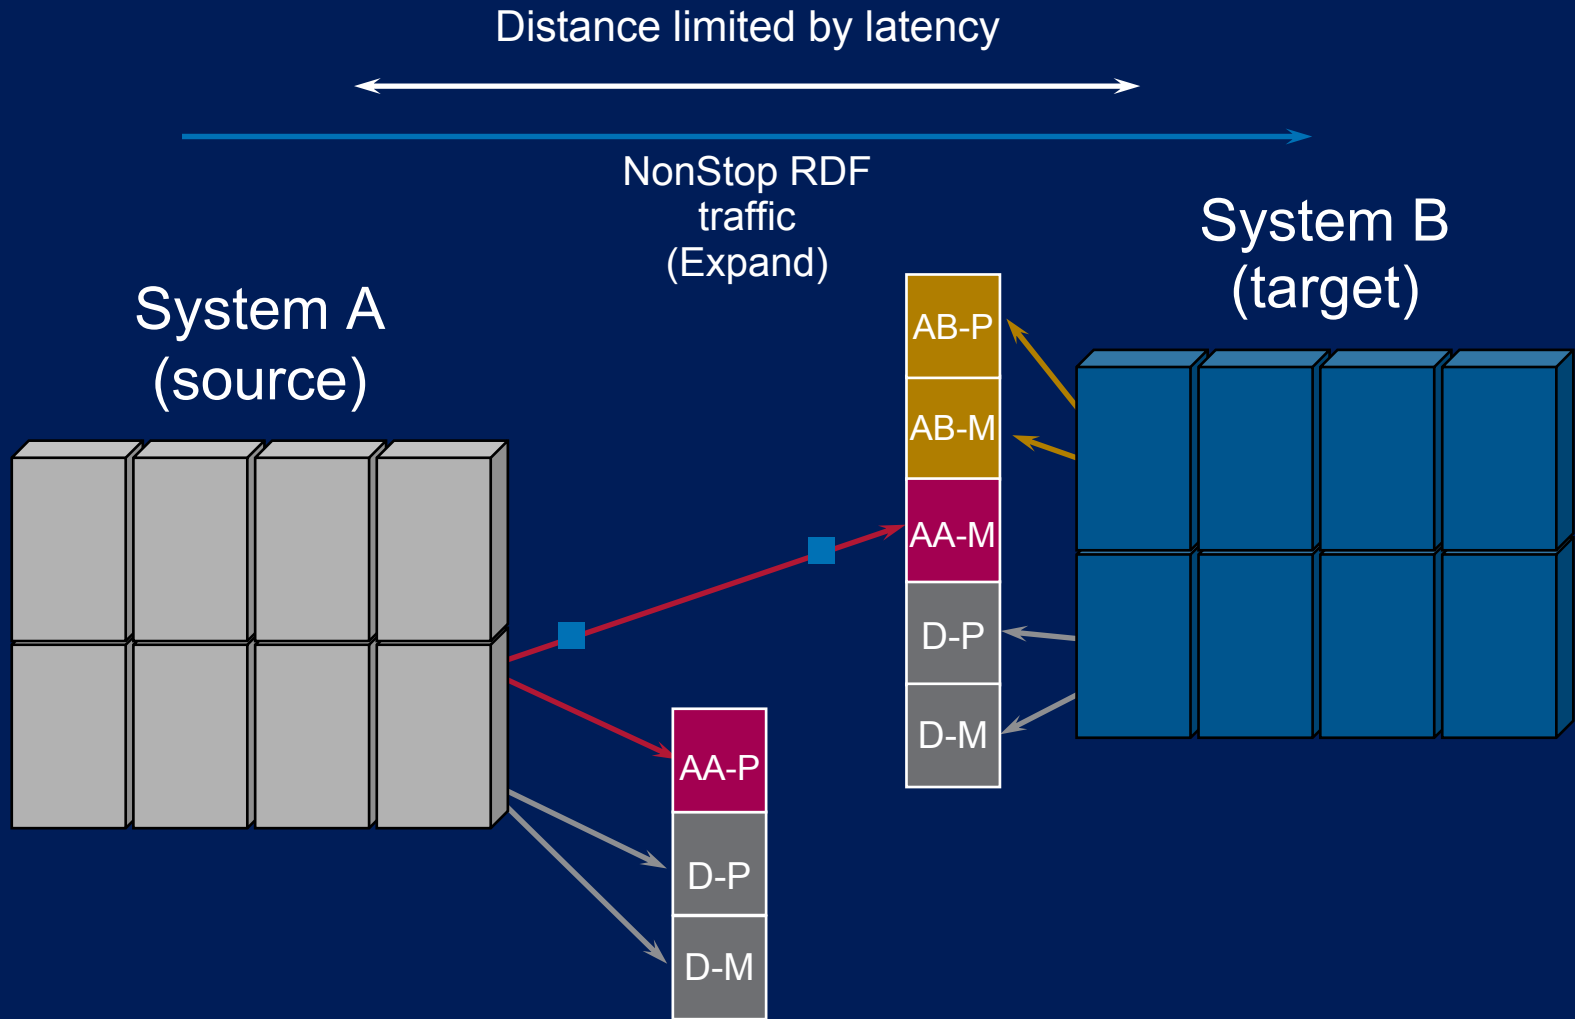 Distance limited by latency
NonStop RDF
traffic
(Expand)
System A
(source)
System B
(target)
AB-P
AB-M
AA-M
D-P
D-M
AA-P
D-P
D-M